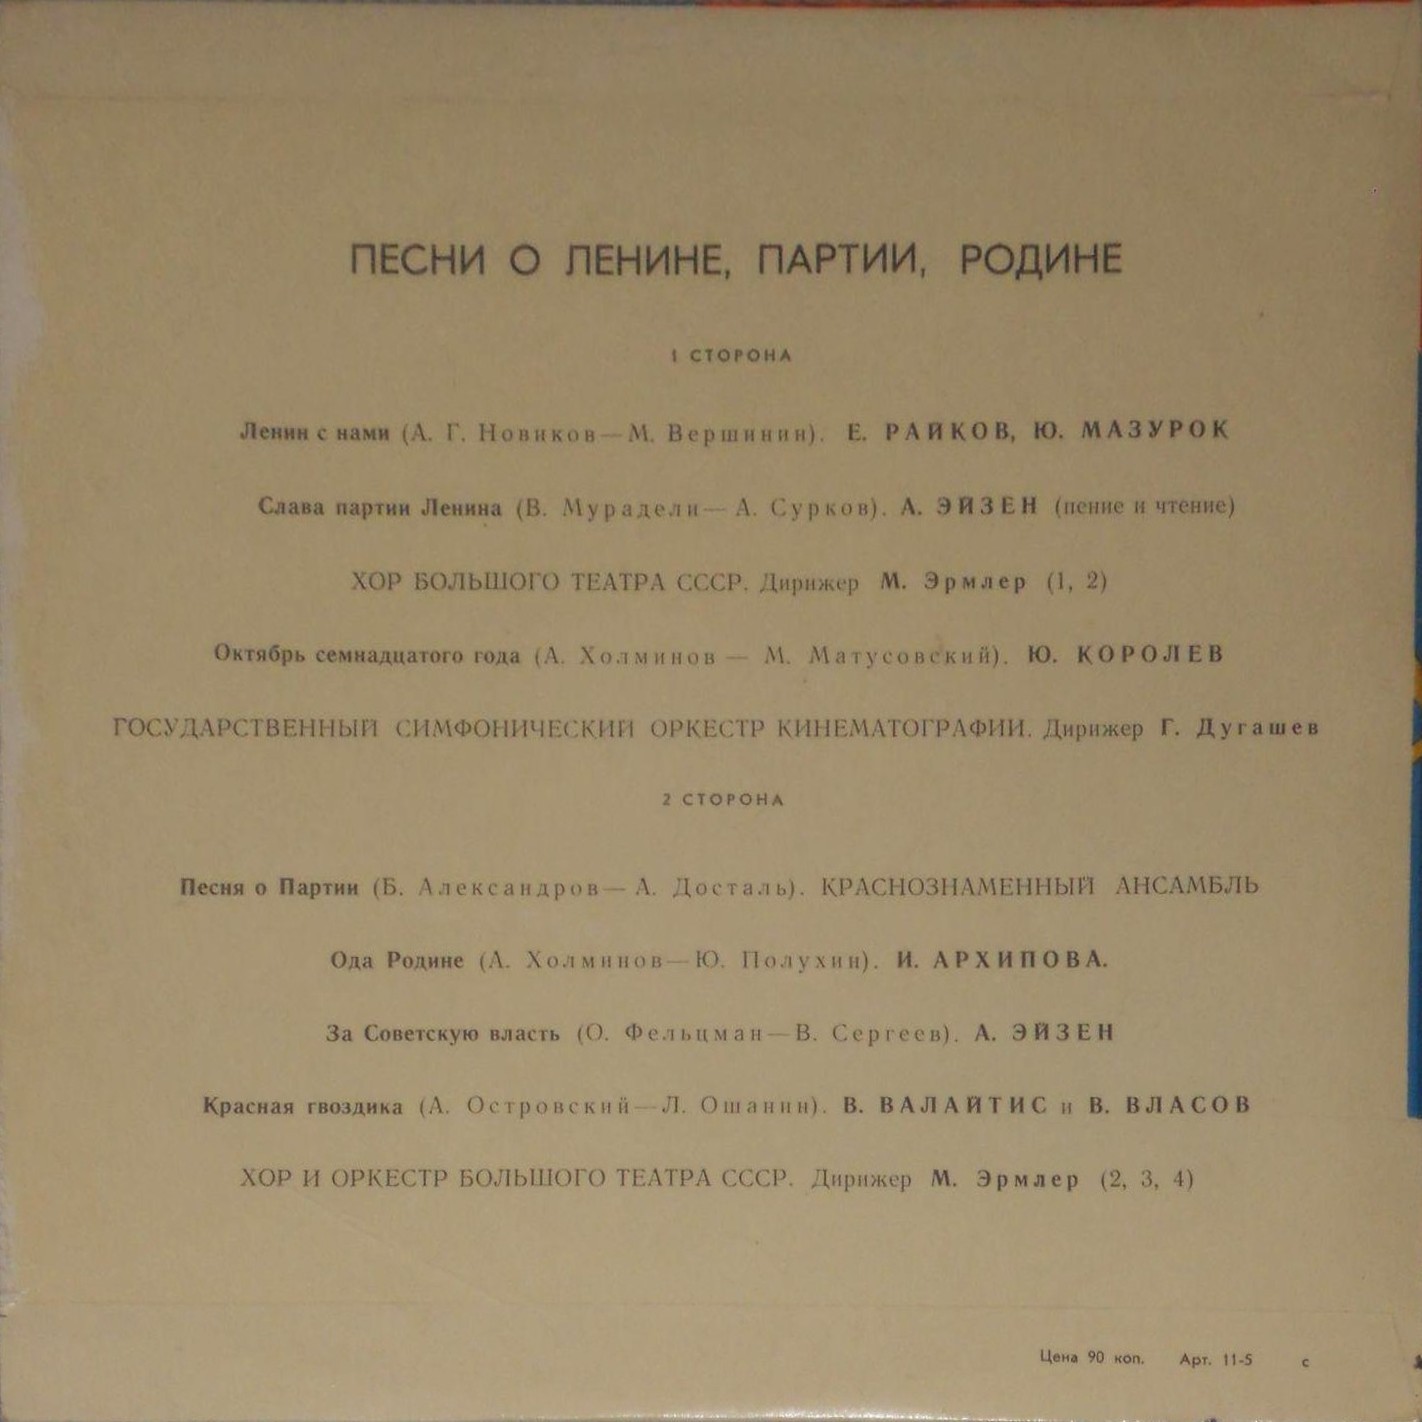 ПЕСНИ О ЛЕНИНЕ, ПАРТИИ, РОДИНЕ
1 СТОРОНА
Ленин с нами (А. Г. Новиков — М. Вершинин). Е. РАЙКОВ, Ю. МАЗУРОК
Слава партии Ленина (В. Мурадели — А. Сурков). А. ЭЙЗЕН (пение и чтение)
ХОР БОЛЬШОГО ТЕАТРА СССР. Дирижер М. Эрмлер (1, 2)
Октябрь семнадцатого года (А. Холминов — М. Матусовский). Ю. КОРОЛЕВ
ГОСУДАРСТВЕННЫЙ СИМФОНИЧЕСКИЙ ОРКЕСТР КИНЕМАТОГРАФИИ. Дирижер Г. Дугашев
2 СТОРОНА
Песня о Партии (Б. Александров — А. Досталь). КРАСНОЗНАМЕННЫЙ АНСАМБЛЬ
Ода Родине (А. Холминов — Ю. Полухин). И. АРХИПОВА.
За Советскую власть (О. Фельцман — В. Сергеев). А. ЭЙЗЕН
Красная гвоздика (А. Островский — Л. Ошанин). В. ВАЛАЙТИС и В. ВЛАСОВ
ХОР И ОРКЕСТР БОЛЬШОГО ТЕАТРА СССР. Дирижер М. Эрмлер (2, 3, 4)
Цена 90 коп. Арт. 11-5 с